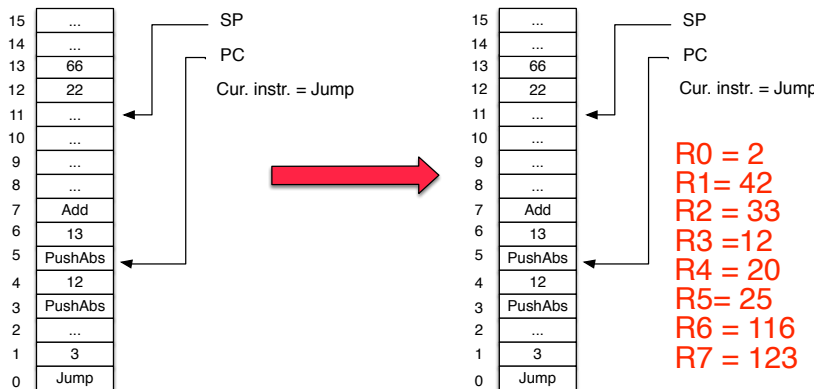 15 ... SP
14 ...
13 66 PC
12 22 Cur. instr. = Jump
11 ...
10 ...
9 ...
8 ...
7 Add
6 13
5 PushAbs
4 12
3 PushAbs
2 ...
1 3
0 Jump
15 ... SP
14 ...
13 66 PC
12 22 Cur. instr. = Jump
11 ...
10 ...
9 ...
8 ...
7 Add
6 13
5 PushAbs
4 12
3 PushAbs
2 ...
1 3
0 Jump
R0 = 2
R1= 42
R2 = 33
R3 =12
R4 = 20
R5= 25
R6 = 116
R7 = 123